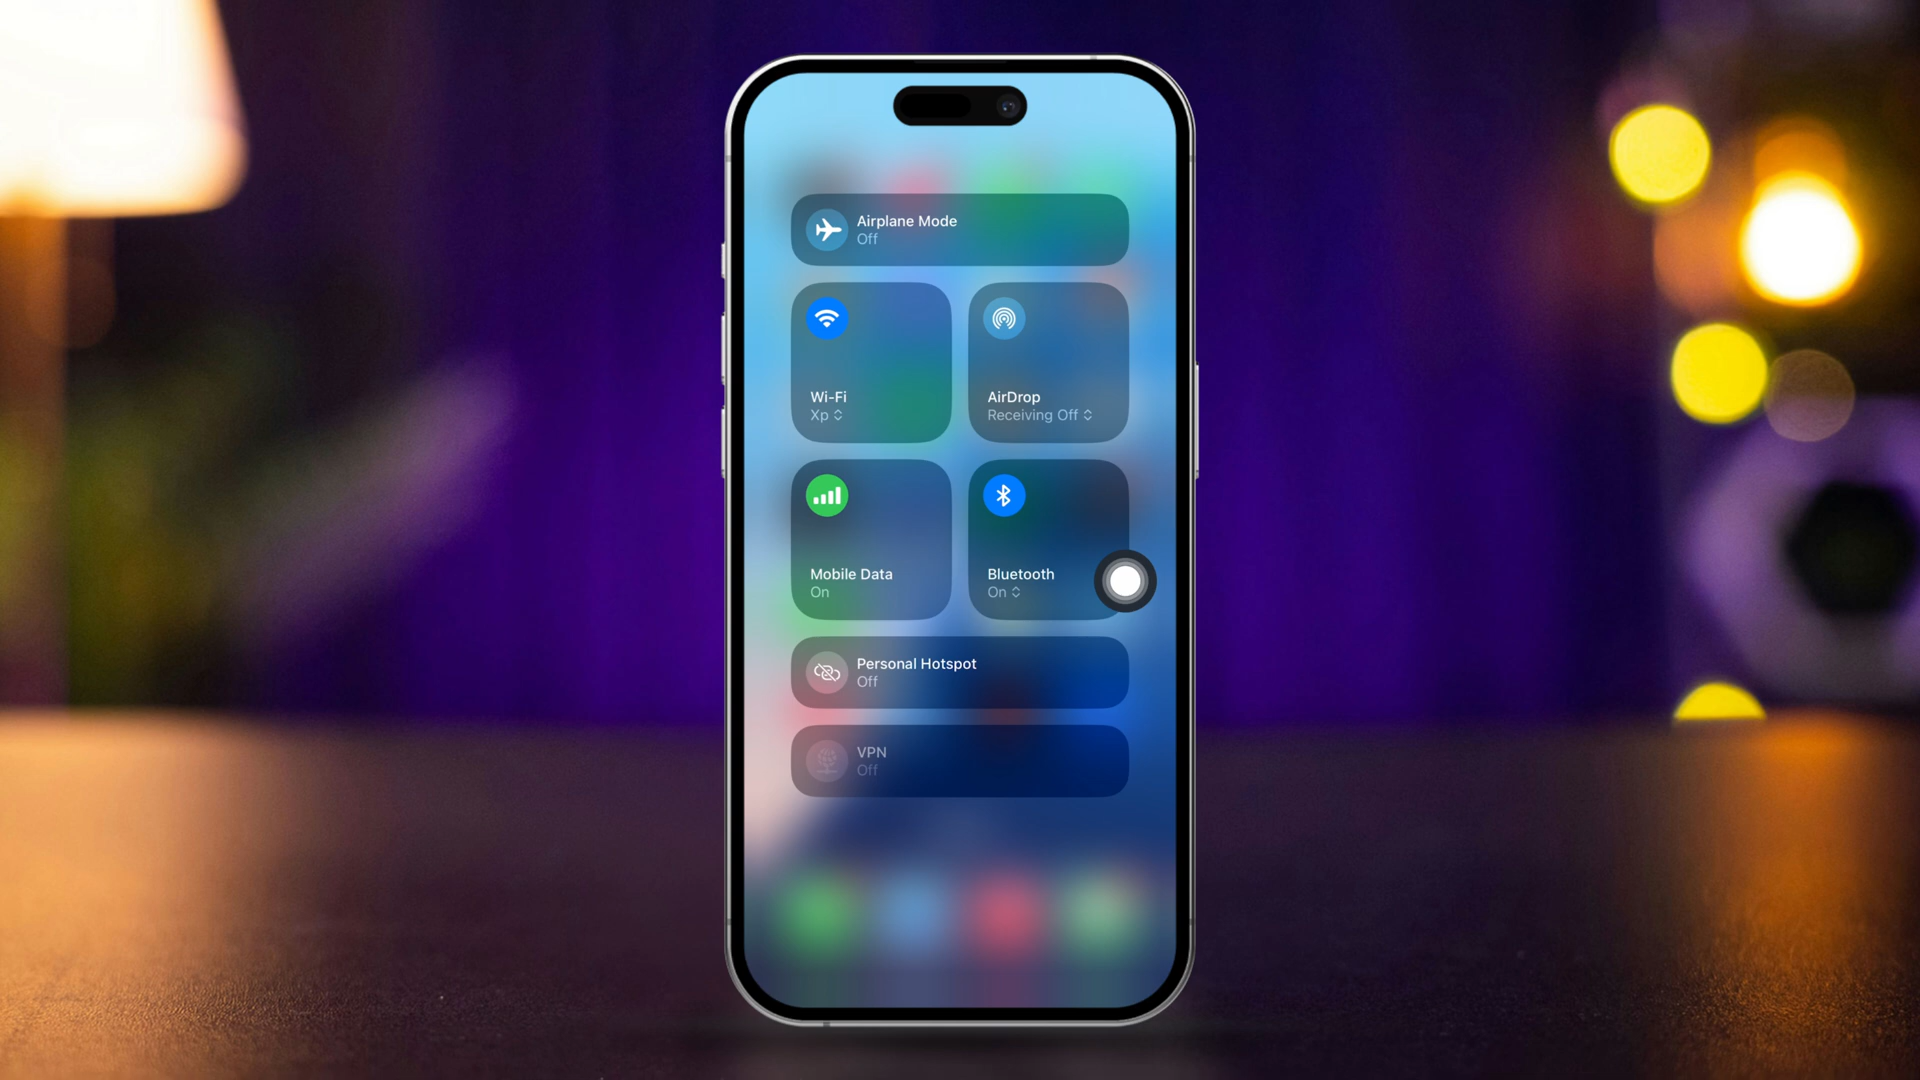 Airplane Mode
Off
Wi-Fi
Xp
AirDrop
Receiving Off
Mobile Data
On
Bluetooth
On
Personal Hotspot
Off
VPN
Off